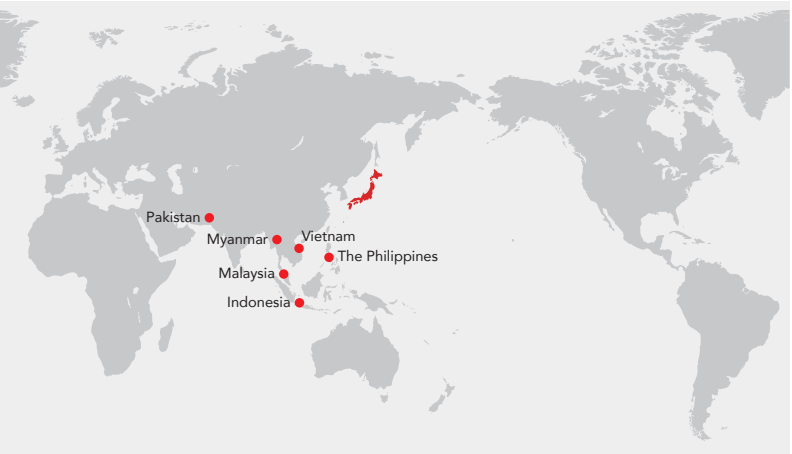 Pakistan
Vietnam
Myanmar
The Philippines
Malaysia
Indonesia